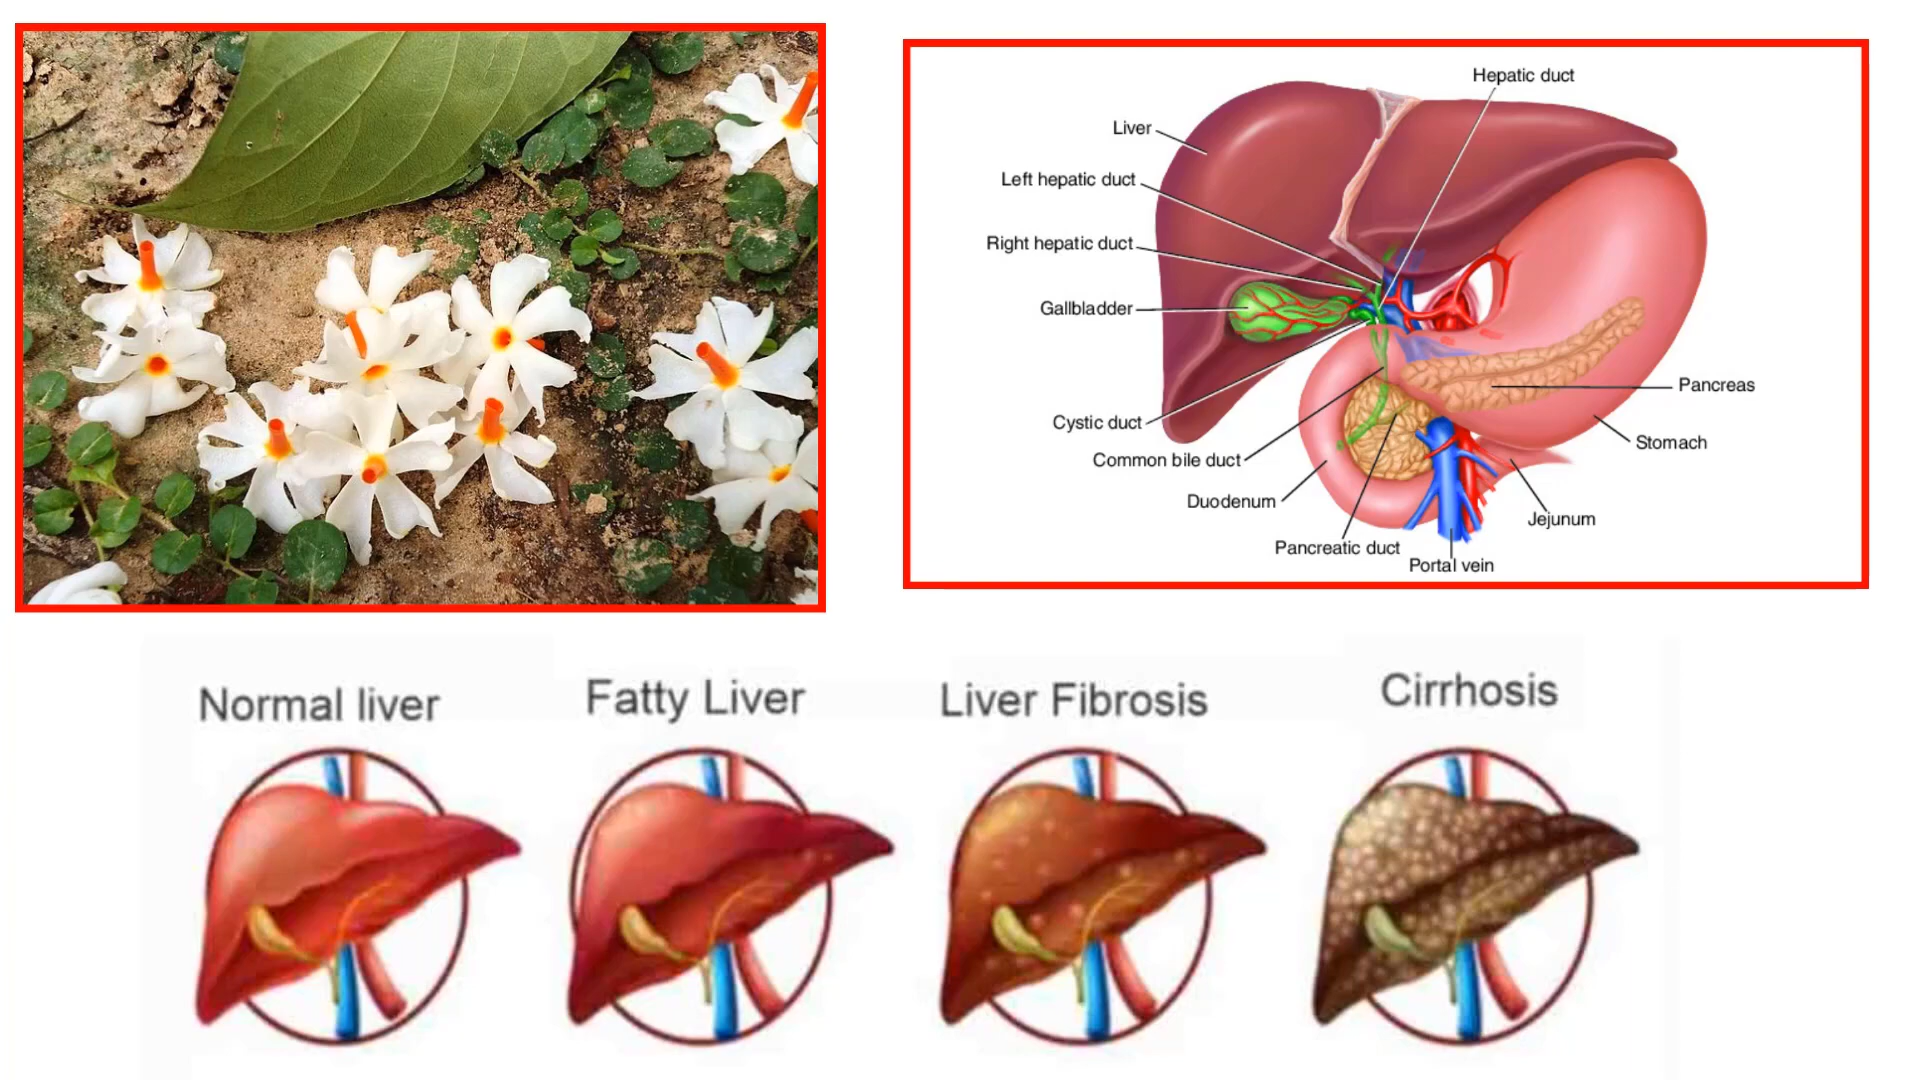 Hepatic duct
Liver
Left hepatic duct
Right hepatic duct
Gallbladder
Cystic duct
Common bile duct
Duodenum
Pancreatic duct
Portal vein
Jejunum
Stomach
Pancreas
Normal liver
Fatty Liver
Liver Fibrosis
Cirrhosis